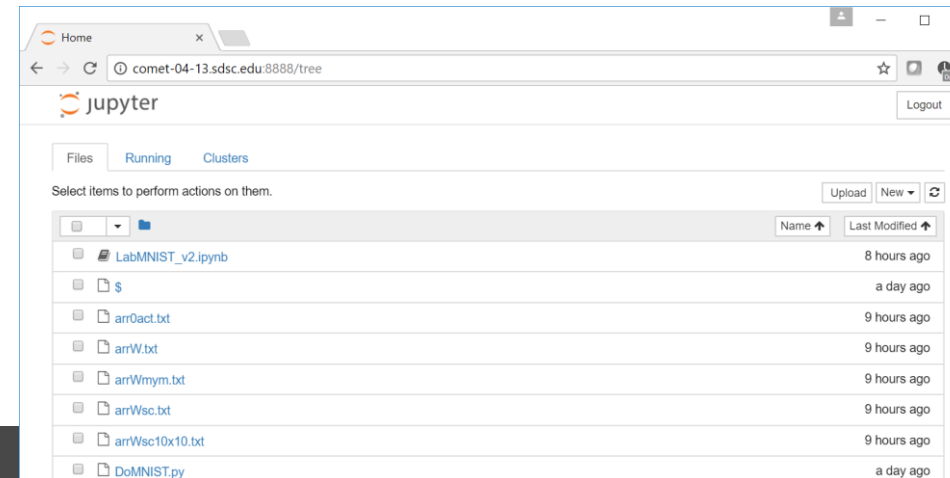 Home
comet-04-13.sdsc.edu:8888/tree
jupyter
Logout
Files Running Clusters
Select items to perform actions on them.
Upload New
Name Last Modified
LabMNIST_v2.ipynb 8 hours ago
$ a day ago
arr0act.txt 9 hours ago
arrW.txt 9 hours ago
arrWmym.txt 9 hours ago
arrWsc.txt 9 hours ago
arrWsc10x10.txt 9 hours ago
DoMNIST.py a day ago